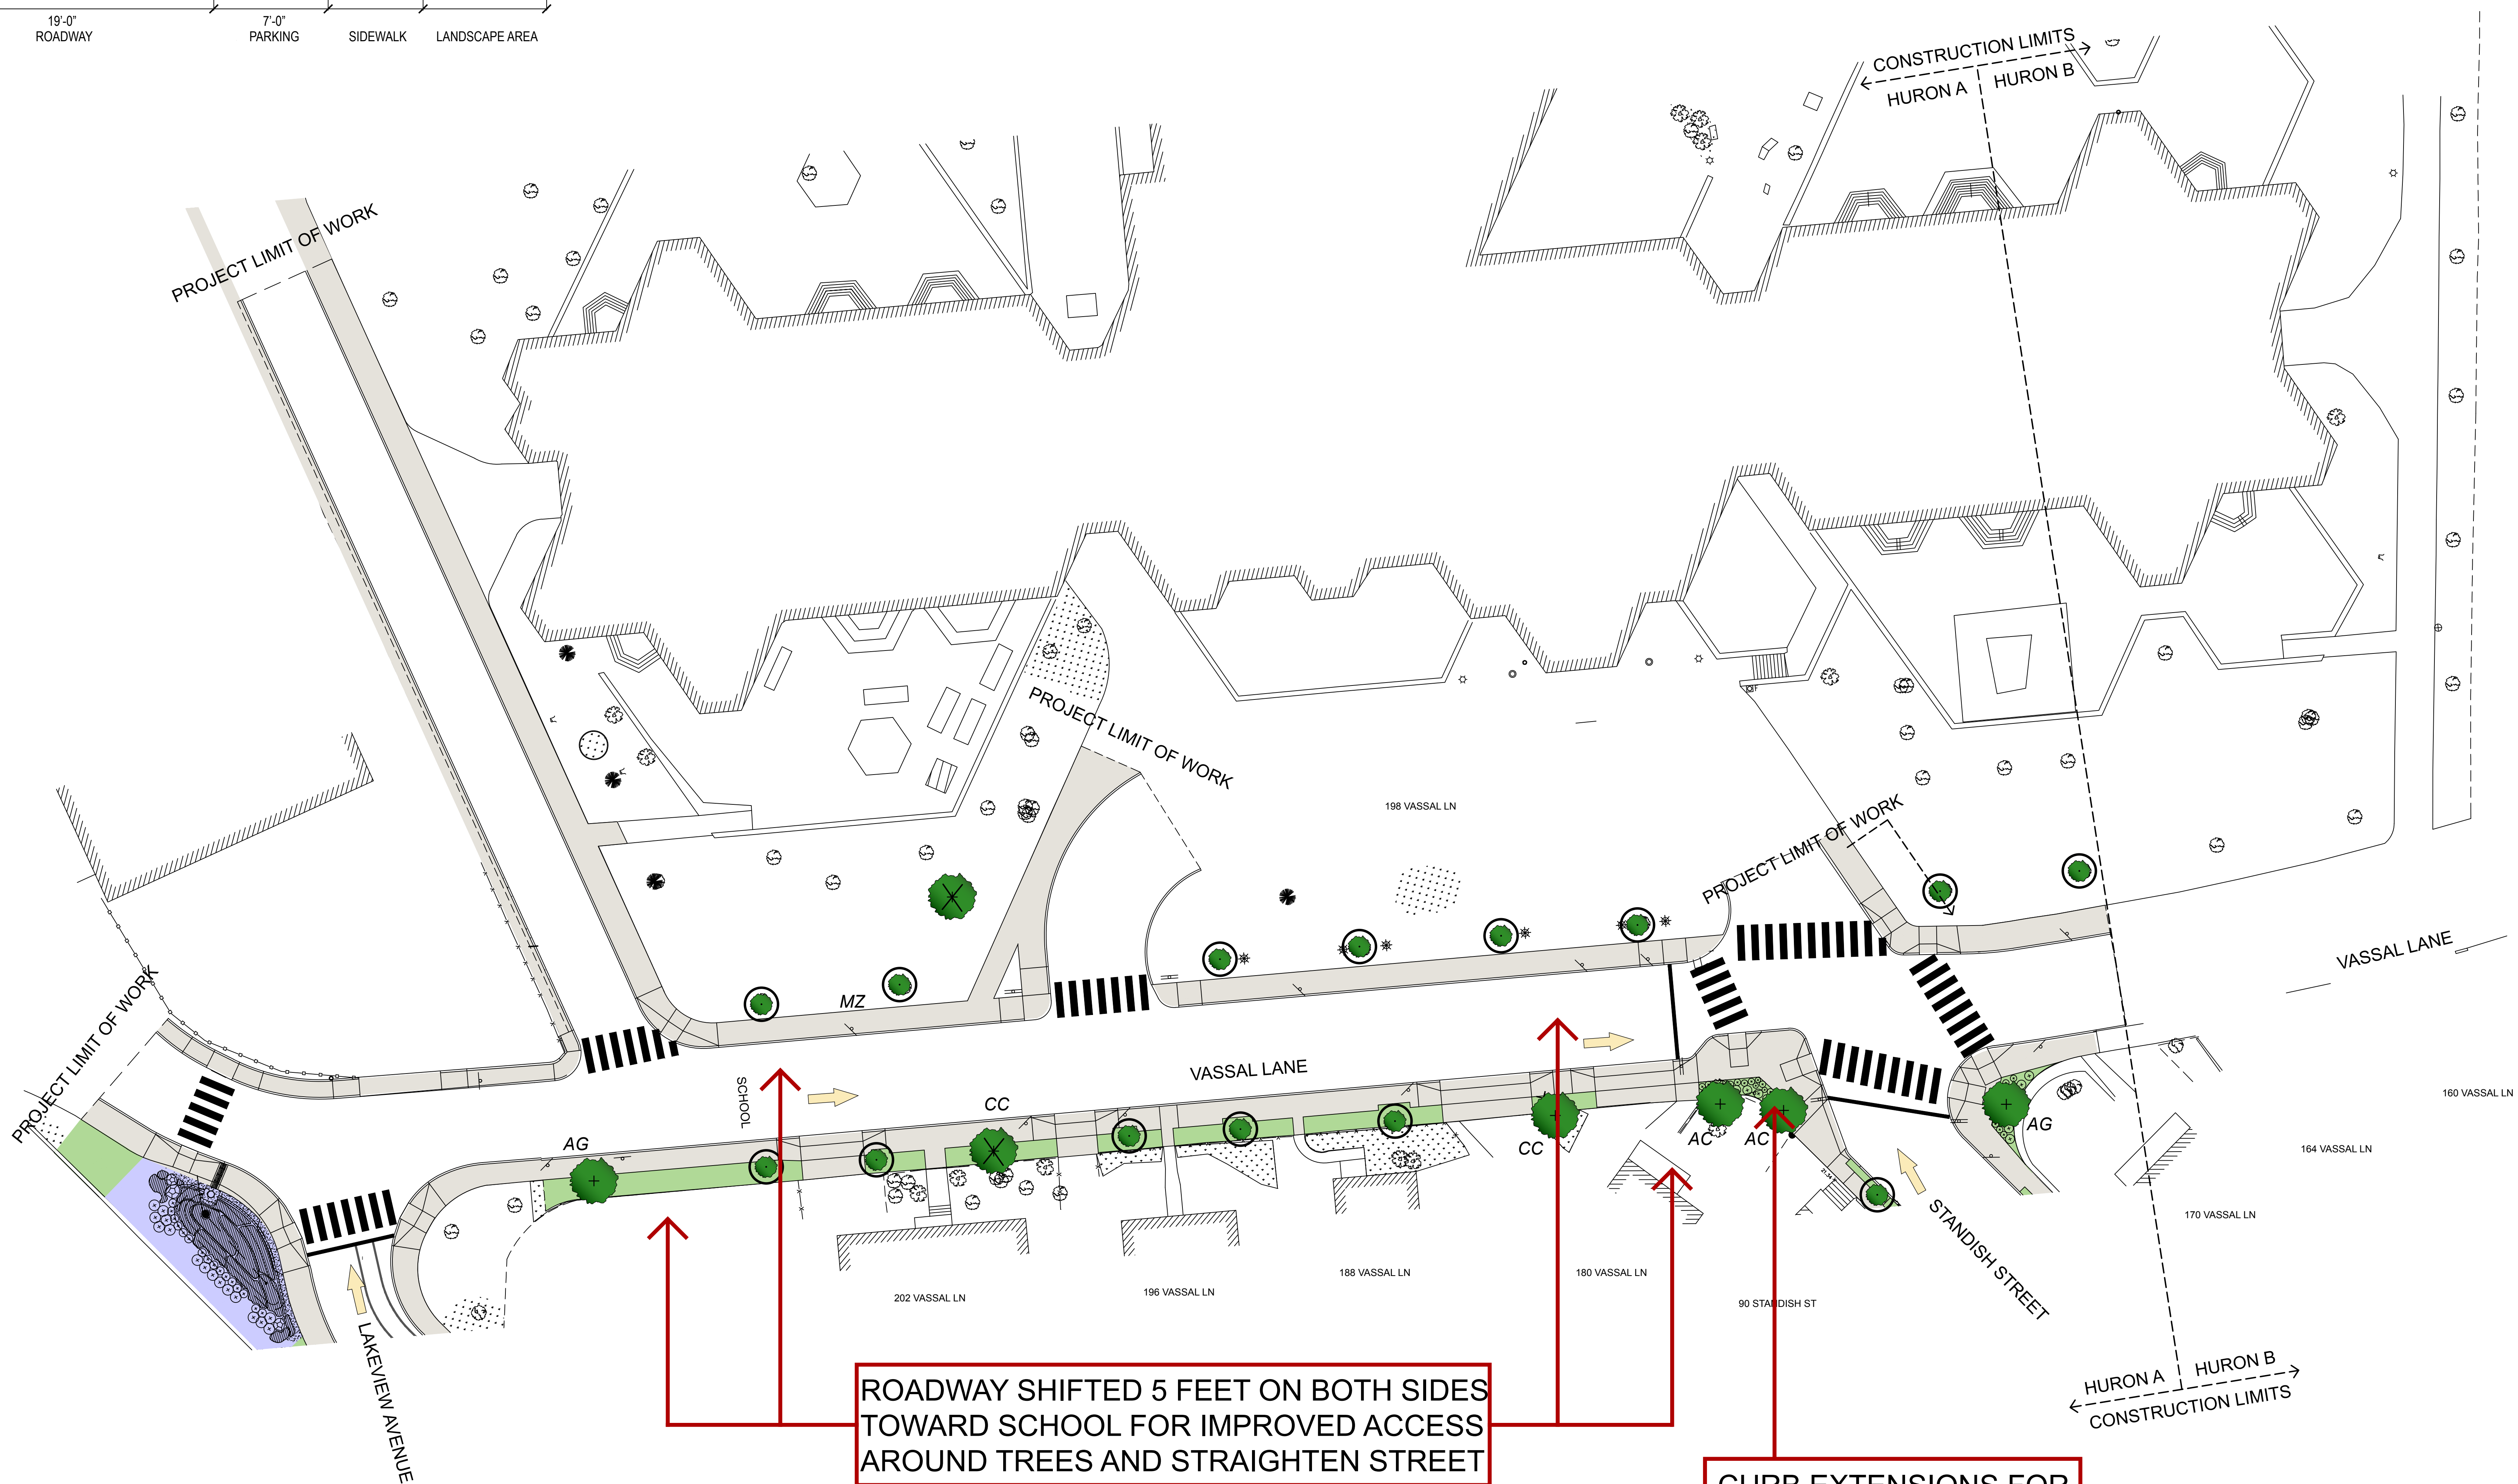 19'-0"
ROADWAY
7'-0"
PARKING
SIDEWALK
LANDSCAPE AREA
CONSTRUCTION LIMITS
HURON A
HURON B
PROJECT LIMIT OF WORK
PROJECT LIMIT OF WORK
198 VASSAL LN
PROJECT LIMIT OF WORK
VASSAL LANE
PROJECT LIMIT OF WORK
MZ
VASSAL LANE
SCHOOL
CC
AG
CC
AC
AC
AG
160 VASSAL LN
164 VASSAL LN
170 VASSAL LN
STANDISH STREET
202 VASSAL LN
196 VASSAL LN
188 VASSAL LN
180 VASSAL LN
90 STANDISH ST
LAKEVIEW AVENUE
HURON A
HURON B
CONSTRUCTION LIMITS
ROADWAY SHIFTED 5 FEET ON BOTH SIDES
TOWARD SCHOOL FOR IMPROVED ACCESS
AROUND TREES AND STRAIGHTEN STREET
CURB EXTENSIONS FOR